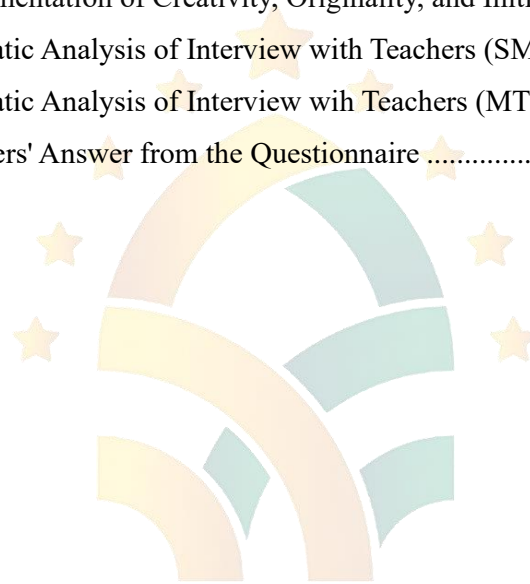 mentation of Creativity, Originality, and Initi
atic Analysis of Interview with Teachers (SM
atic Analysis of Interview wih Teachers (MT
ers' Answer from the Questionnaire ..............